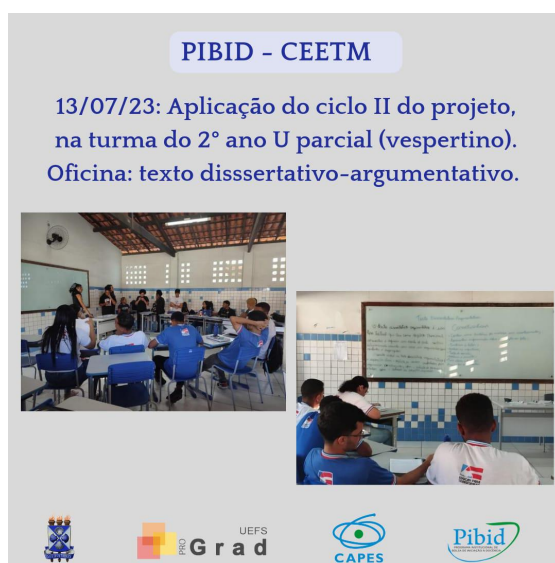 PIBID - CEETM
13/07/23: Aplicação do ciclo II do projeto,
na turma do 2° ano U parcial (vespertino).
Oficina: texto disssertativo-argumentativo.
UEFS
PRO Grad
CAPES
Pibid